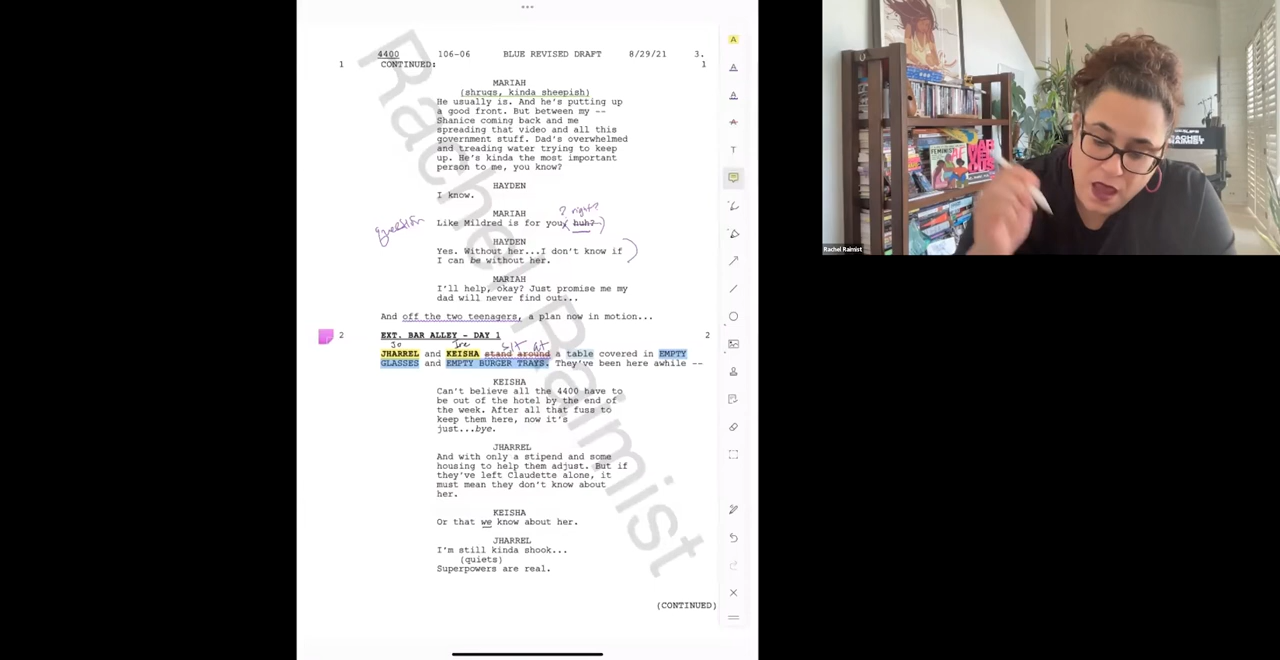 4400 106-06 BLUE REVISED DRAFT 8/29/21 3.
1 CONTINUED: 1
MARIAH
(shrugs, kinda sheepish)
He usually is. And he's putting up
a good front. But between my --
Shanice coming back and me
spreading that video and all this
government stuff. Dad's overwhelmed
and treading water trying to keep
up. He's kinda the most important
person to me, you know?
HAYDEN
I know.
? right?
MARIAH
question
Like Mildred is for you, huh?
HAYDEN
Yes. Without her...I don't know if
I can be without her.
MARIAH
I'll help, okay? Just promise me my
dad will never find out...
And off the two teenagers, a plan now in motion...
2 EXT. BAR ALLEY - DAY 1 2
Jo Ire sit at
JHARREL and KEISHA stand around a table covered in EMPTY
GLASSES and EMPTY BURGER TRAYS. They've been here awhile --
KEISHA
Can't believe all the 4400 have to
be out of the hotel by the end of
the week. After all that fuss to
keep them here, now it's
just...bye.
JHARREL
And with only a stipend and some
housing to help them adjust. But if
they've left Claudette alone, it
must mean they don't know about
her.
KEISHA
Or that we know about her.
JHARREL
I'm still kinda shook...
(quiets)
Superpowers are real.
(CONTINUED)
Rachel Raimist
A
A
A
A
T
FEMINIST
MARVELOUS
RACHEL
RAIMIST
Rachel Raimist